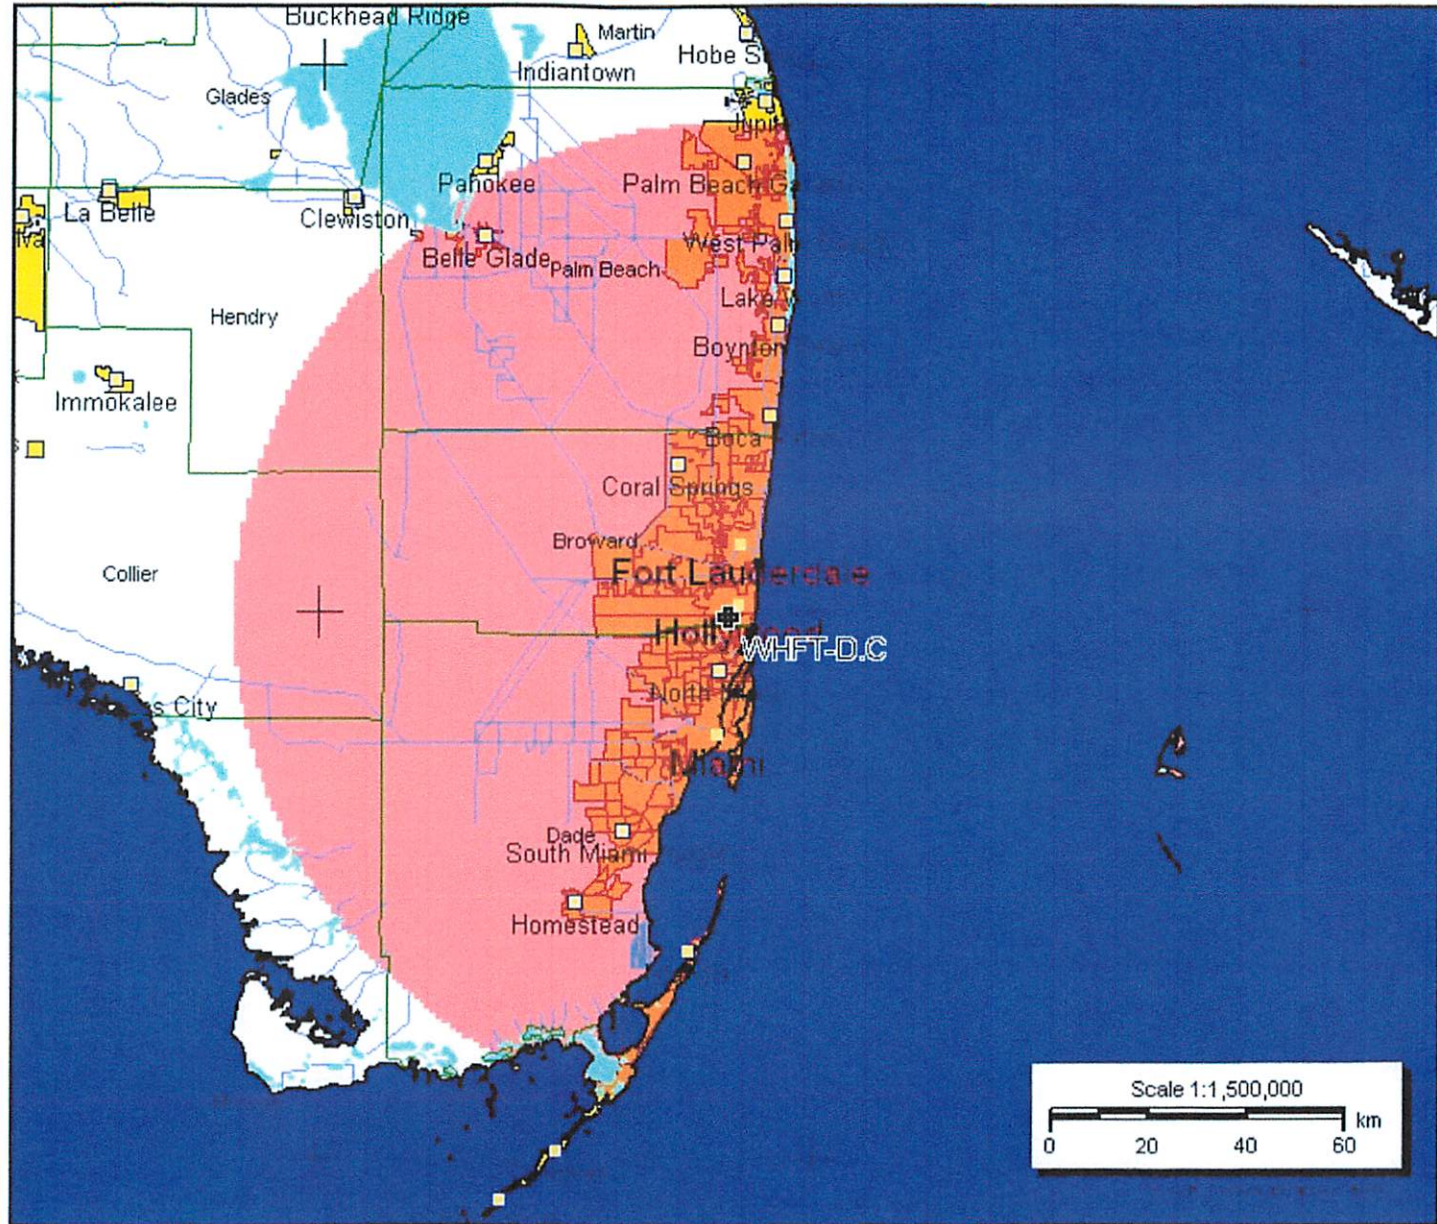 Buckhead Ridge
Martin
Hobe S
Indiantown
Glades
Jupi
Pahokee
Palm Beach Ga
La Belle
Clewiston
West Pal
Belle Glade
Palm Beach
Lake W
Hendry
Boynton
Immokalee
Boca
Coral Springs
Broward
Collier
Fort Lauderdale
Hollywood
WHFT-D.C
North M
s City
Miami
Dade
South Miami
Homestead
Scale 1:1,500,000
km
0 20 40 60